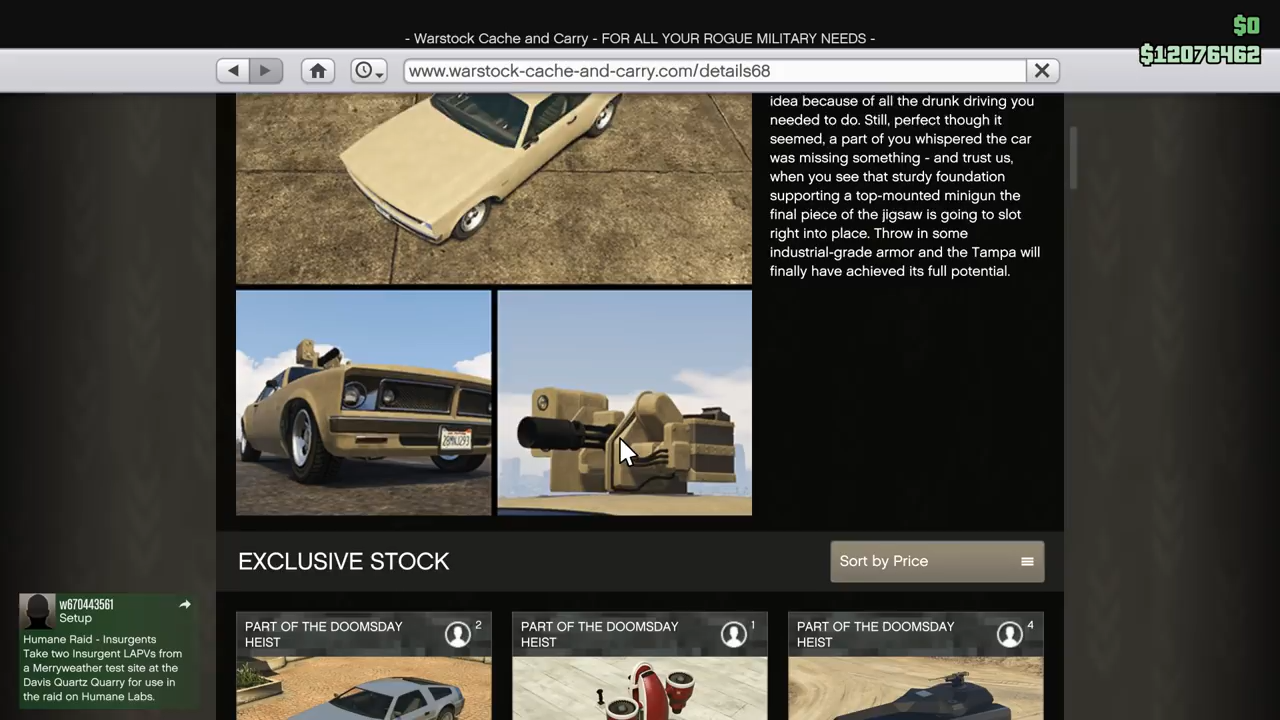 $0
$12076462
- Warstock Cache and Carry - FOR ALL YOUR ROGUE MILITARY NEEDS -
www.warstock-cache-and-carry.com/details68
idea because of all the drunk driving you
needed to do. Still, perfect though it
seemed, a part of you whispered the car
was missing something - and trust us,
when you see that sturdy foundation
supporting a top-mounted minigun the
final piece of the jigsaw is going to slot
right into place. Throw in some
industrial-grade armor and the Tampa will
finally have achieved its full potential.
EXCLUSIVE STOCK
Sort by Price
PART OF THE DOOMSDAY
HEIST
2
PART OF THE DOOMSDAY
HEIST
1
PART OF THE DOOMSDAY
HEIST
4
w670443561
Setup
Humane Raid - Insurgents
Take two Insurgent LAPVs from
a Merryweather test site at the
Davis Quartz Quarry for use in
the raid on Humane Labs.